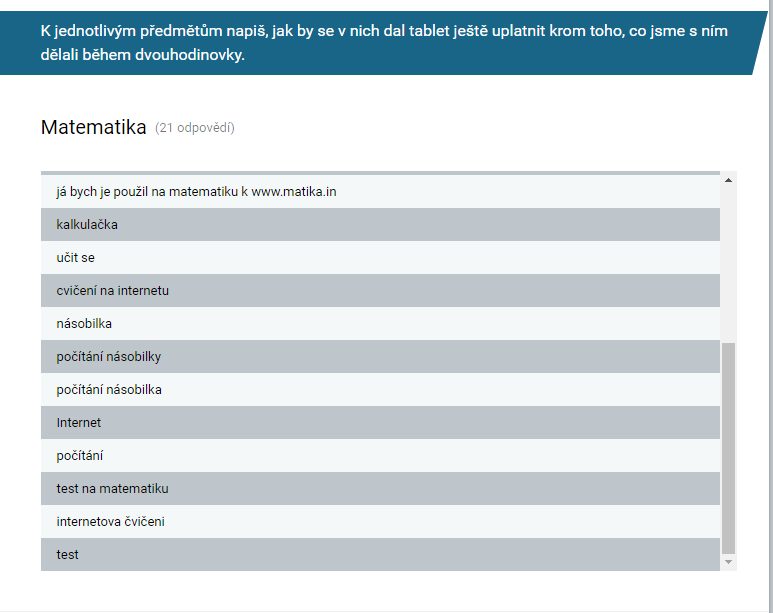 K jednotlivým předmětům napiš, jak by se v nich dal tablet ještě uplatnit krom toho, co jsme s ním
dělali během dvouhodinovky.
Matematika (21 odpovědí)
já bych je použil na matematiku k www.matika.in
kalkulačka
učit se
cvičení na internetu
násobilka
počítání násobilky
počítání násobilka
Internet
počítání
test na matematiku
internetova čvičeni
test